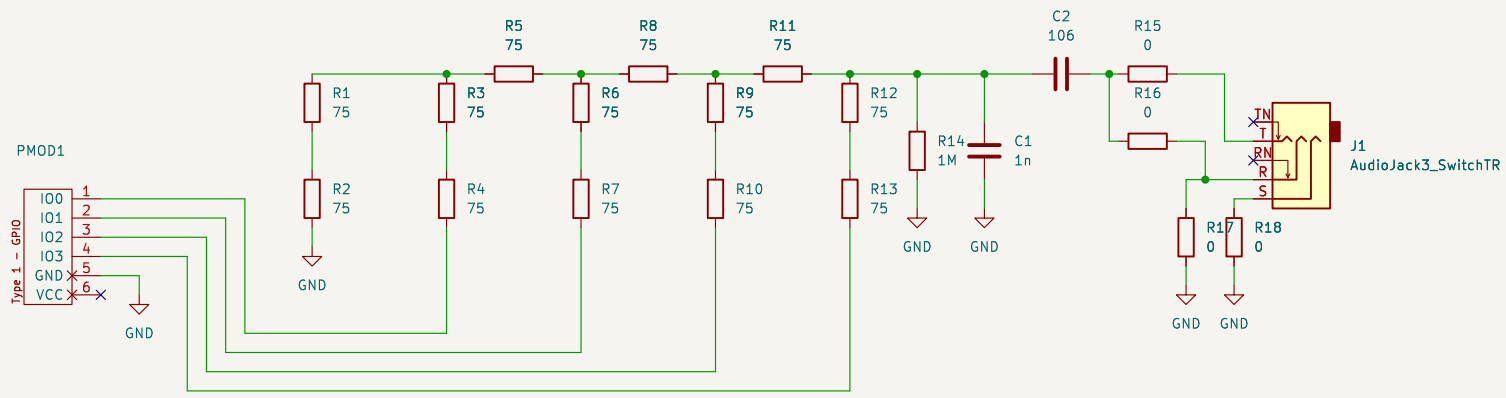 C2
106
R5
75
R8
75
R11
75
R15
0
R1
75
R3
75
R6
75
R9
75
R12
75
R16
0
R14
1M
C1
1n
TN
T
RN
R
S
J1
AudioJack3_SwitchTR
PMOD1
Type 1 - GPIO
IO0 1
IO1 2
IO2 3
IO3 4
GND 5
VCC 6
R2
75
R4
75
R7
75
R10
75
R13
75
R17
0
R18
0
GND
GND
GND
GND
GND
GND